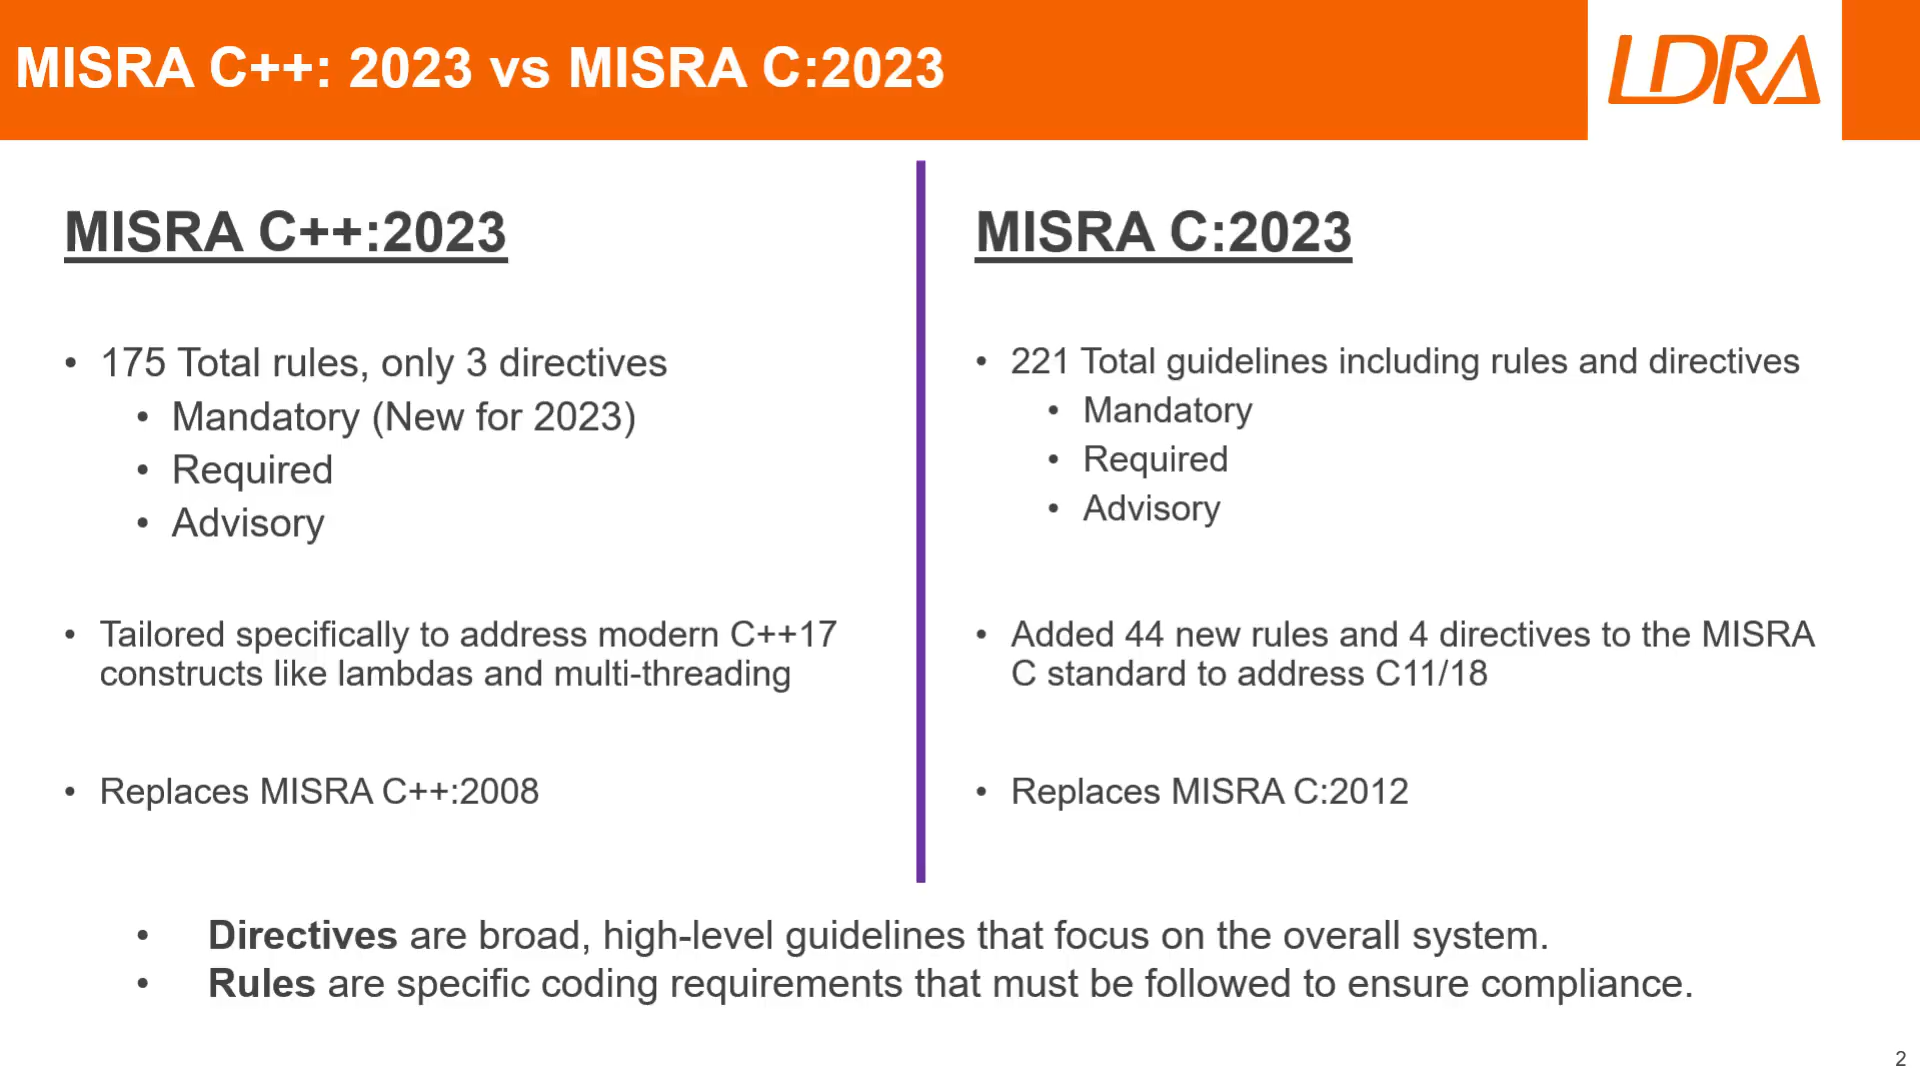 MISRA C++: 2023 vs MISRA C:2023
LDRA
MISRA C++:2023
• 175 Total rules, only 3 directives
• Mandatory (New for 2023)
• Required
• Advisory
• Tailored specifically to address modern C++17
constructs like lambdas and multi-threading
• Replaces MISRA C++:2008
MISRA C:2023
• 221 Total guidelines including rules and directives
• Mandatory
• Required
• Advisory
• Added 44 new rules and 4 directives to the MISRA
C standard to address C11/18
• Replaces MISRA C:2012
• Directives are broad, high-level guidelines that focus on the overall system.
• Rules are specific coding requirements that must be followed to ensure compliance.
2